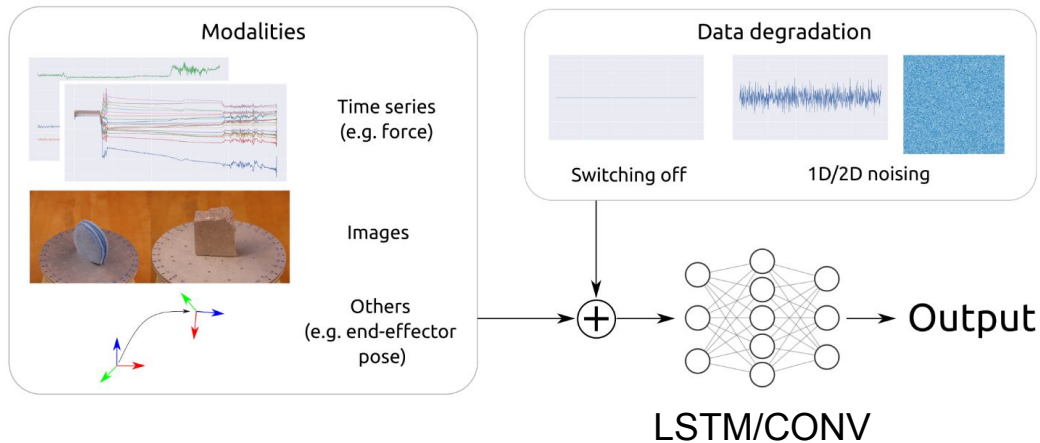 Modalities
Time series
(e.g. force)
Images
Others
(e.g. end-effector
pose)
Data degradation
Switching off
1D/2D noising
Output
LSTM/CONV